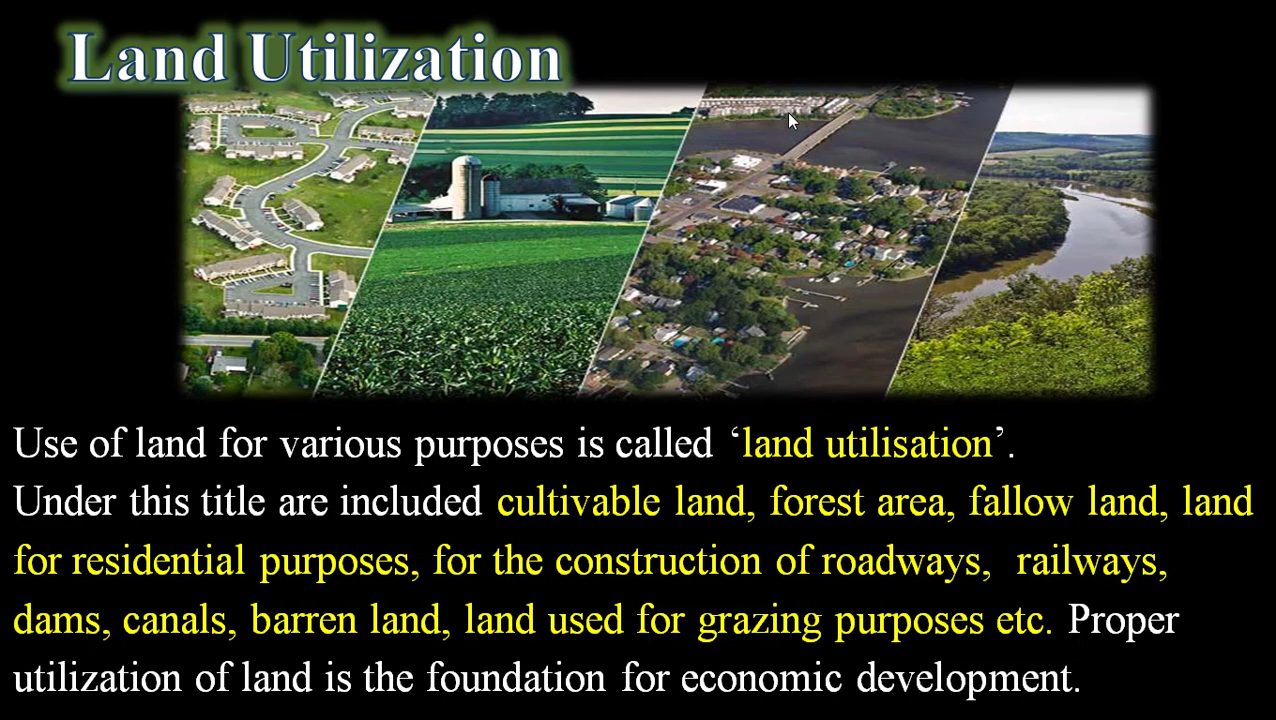 Land Utilization
Use of land for various purposes is called ‘land utilisation’.
Under this title are included cultivable land, forest area, fallow land, land
for residential purposes, for the construction of roadways, railways,
dams, canals, barren land, land used for grazing purposes etc. Proper
utilization of land is the foundation for economic development.